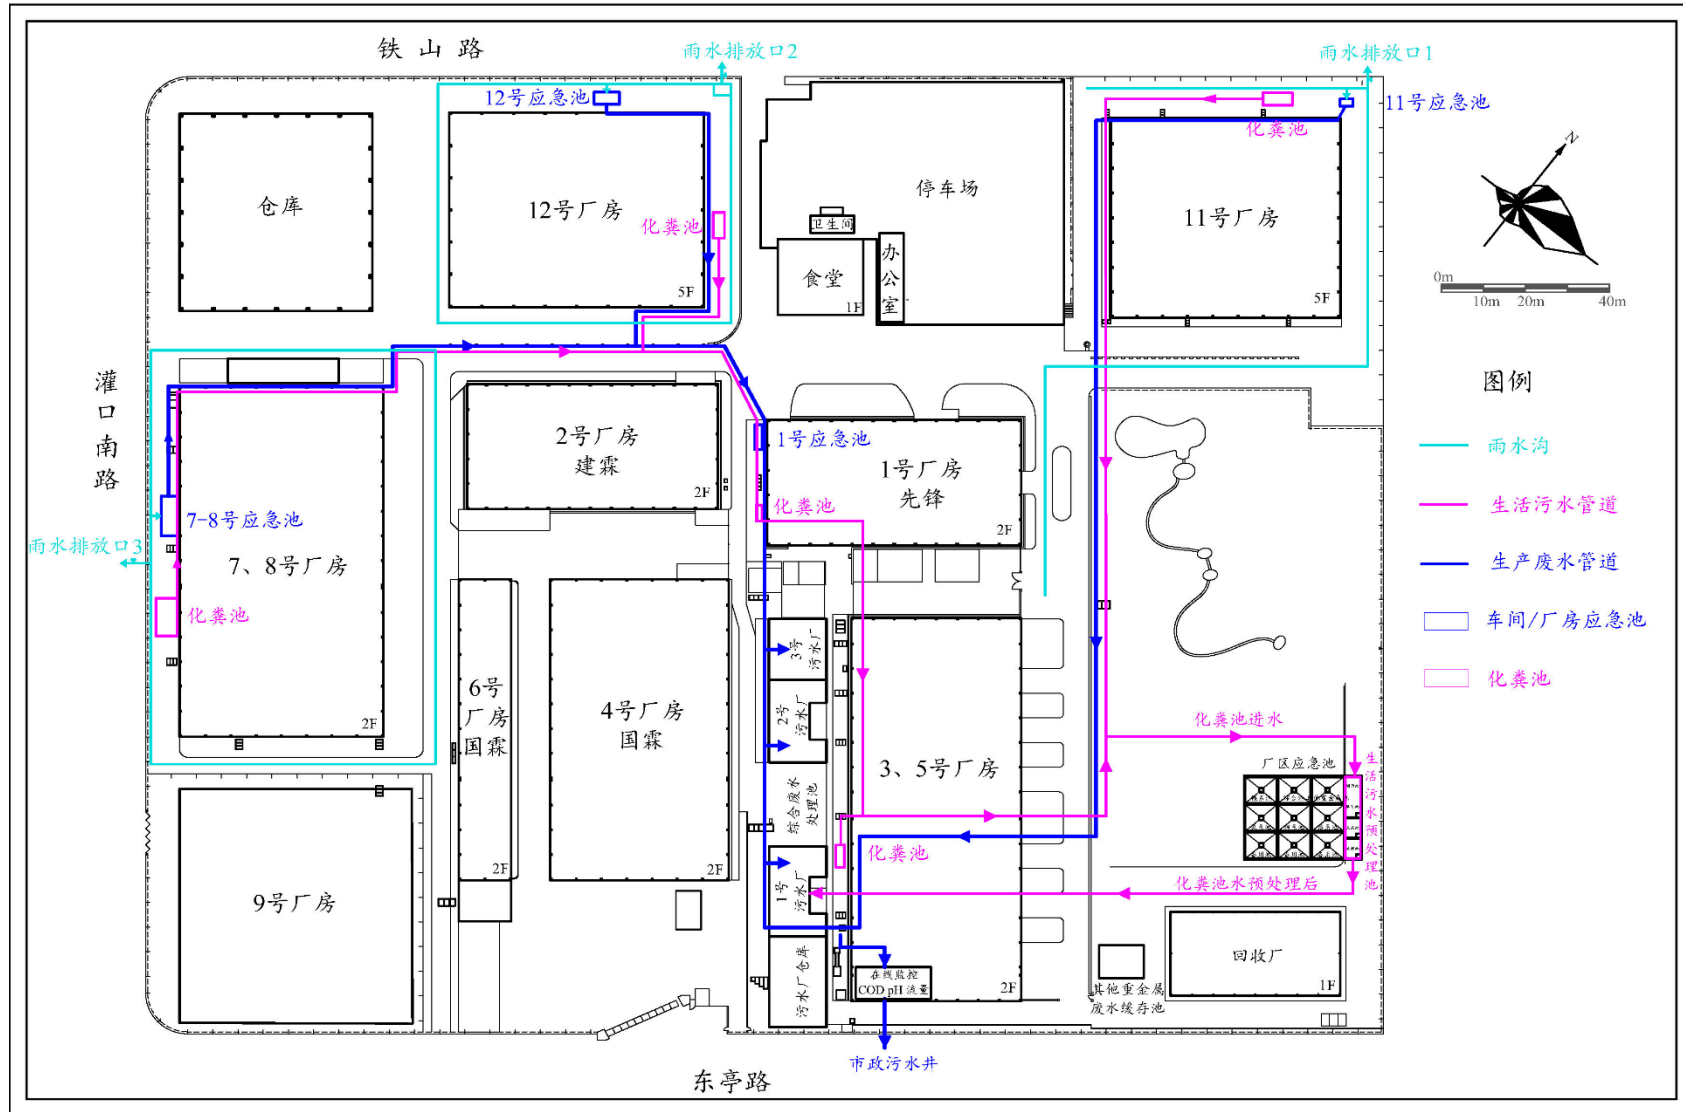 铁山路
雨水排放口2
雨水排放口1
12号应急池
11号应急池
化粪池
仓库
12号厂房
5F
化粪池
停车场
卫生间
食堂
1F
办公室
11号厂房
5F
N
0m
10m
20m
40m
灌口南路
图例
雨水沟
生活污水管道
生产废水管道
车间/厂房应急池
化粪池
2号厂房
建霖
2F
1号应急池
1号厂房
先锋
2F
化粪池
7-8号应急池
雨水排放口3
7、8号厂房
化粪池
2F
6号
厂房
国霖
2F
4号厂房
国霖
2F
3号
污水厂
2号
污水厂
综合废水
处理池
1号
污水厂
污水厂仓库
3、5号厂房
2F
化粪池
化粪池进水
厂区应急池
生活污水预处理池
化粪池水预处理后
9号厂房
回收厂
1F
其他重金属
废水缓存池
在线监控
COD pH 流量
市政污水井
东亭路